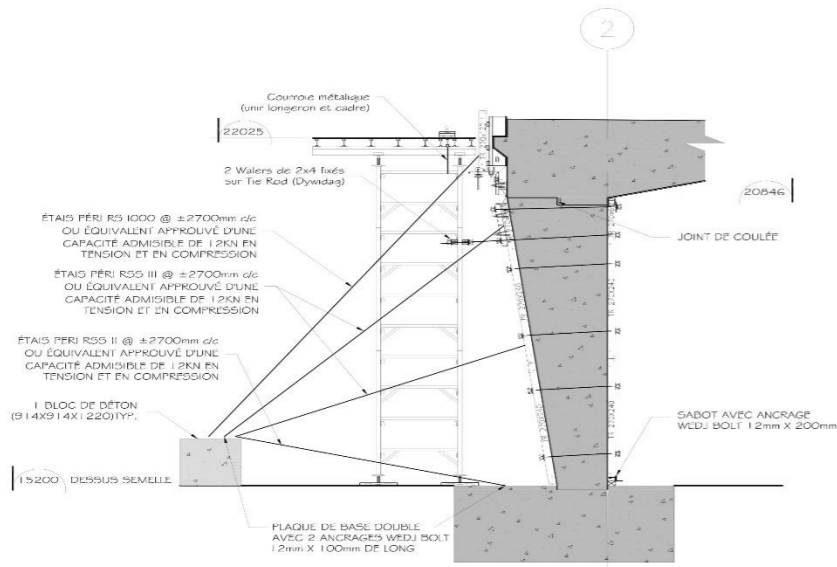 2
Courroie métalique
(unir longeron et cadre)
22025
2 Walers de 2x4 fixés
sur Tie Rod (Dywidag)
20846
ÉTAIS PÉRI RS 1000 @ ±2700mm c/c
OU ÉQUIVALENT APPROUVÉ D'UNE
CAPACITÉ ADMISIBLE DE 12KN EN
TENSION ET EN COMPRESSION
JOINT DE COULÉE
ÉTAIS PÉRI RSS III @ ±2700mm c/c
OU ÉQUIVALENT APPROUVÉ D'UNE
CAPACITÉ ADMISIBLE DE 12KN EN
TENSION ET EN COMPRESSION
ÉTAIS PERI RSS II @ ±2700mm c/c
OU ÉQUIVALENT APPROUVÉ D'UNE
CAPACITÉ ADMISIBLE DE 12KN EN
TENSION ET EN COMPRESSION
TR 270X240
1 BLOC DE BÉTON
(914X914X1220)TYP.
SABOT AVEC ANCRAGE
WEDJ BOLT 12mm X 200mm
15200 DESSUS SEMELLE
PLAQUE DE BASE DOUBLE
AVEC 2 ANCRAGES WEDJ BOLT
12mm X 100mm DE LONG